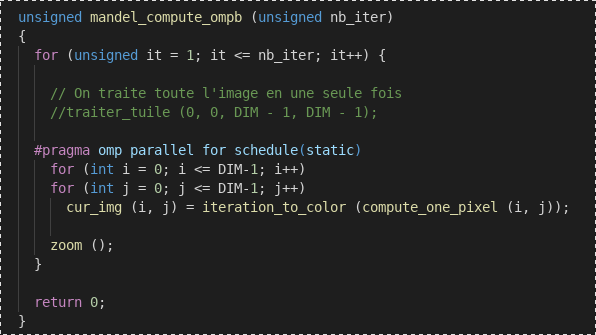 unsigned mandel_compute_ompb (unsigned nb_iter)
{
  for (unsigned it = 1; it <= nb_iter; it++) {

    // On traite toute l'image en une seule fois
    //traiter_tuile (0, 0, DIM - 1, DIM - 1);

  #pragma omp parallel for schedule(static)
    for (int i = 0; i <= DIM-1; i++)
    for (int j = 0; j <= DIM-1; j++)
      cur_img (i, j) = iteration_to_color (compute_one_pixel (i, j));

    zoom ();
  }

  return 0;
}